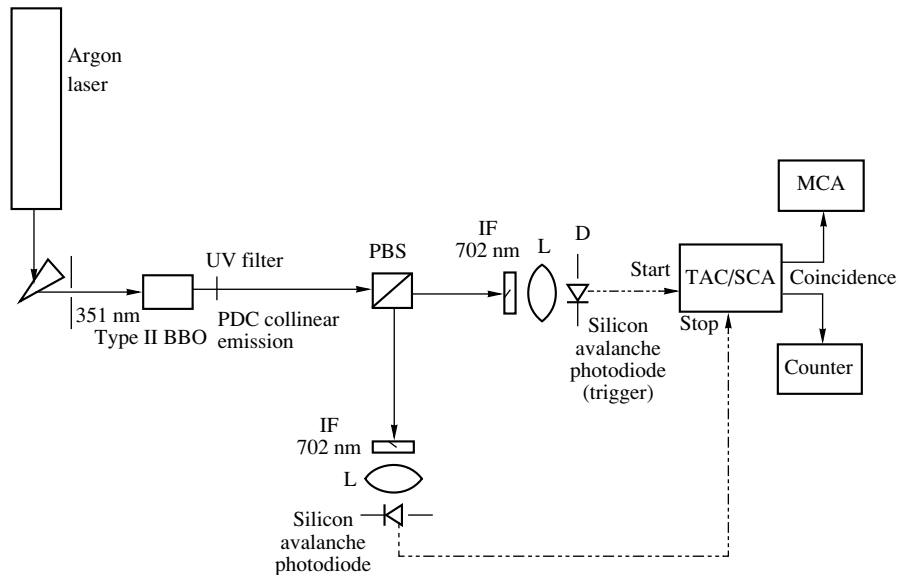 Argon
laser
351 nm
Type II BBO
UV filter
PDC collinear
emission
PBS
IF
702 nm
L
D
Silicon
avalanche
photodiode
(trigger)
Start
TAC/SCA
Stop
MCA
Coincidence
Counter
IF
702 nm
L
Silicon
avalanche
photodiode